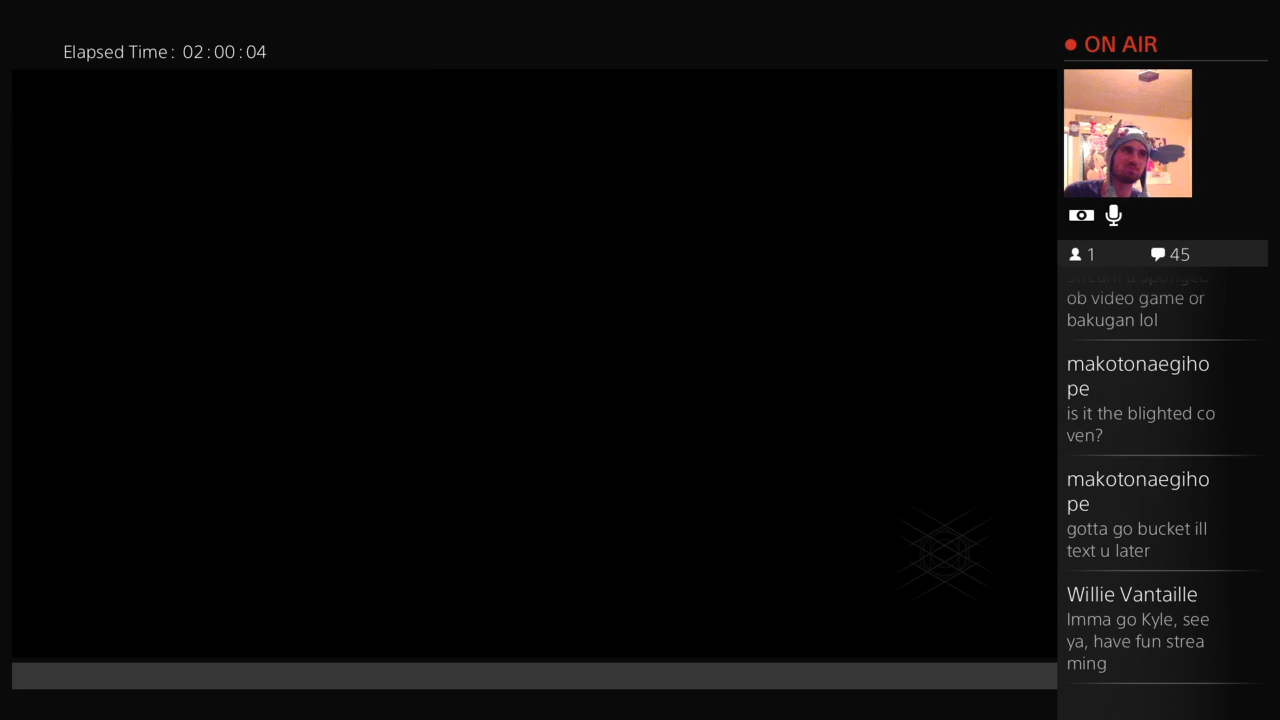 Elapsed Time: 02:00:04
ON AIR
1
45
ob video game or
bakugan lol
makotonaegiho
pe
is it the blighted co
ven?
makotonaegiho
pe
gotta go bucket ill
text u later
Willie Vantaille
Imma go Kyle, see
ya, have fun strea
ming